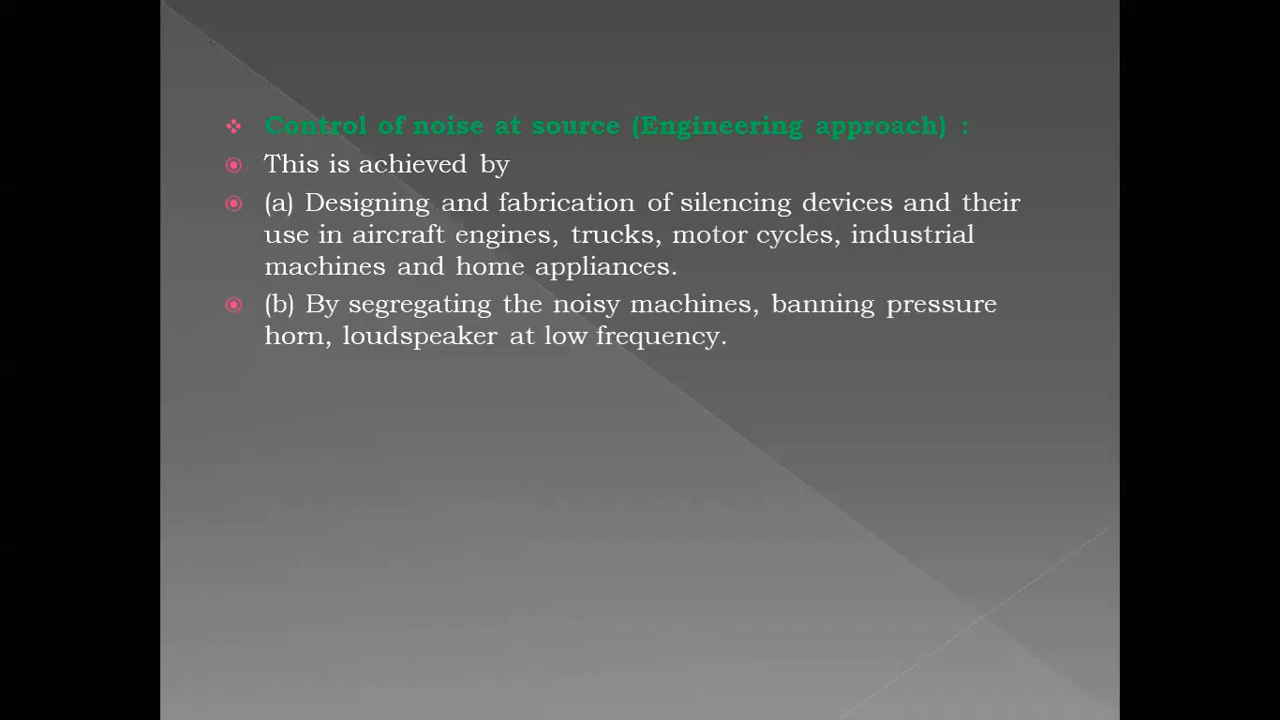 Control of noise at source (Engineering approach) :
This is achieved by
(a) Designing and fabrication of silencing devices and their
use in aircraft engines, trucks, motor cycles, industrial
machines and home appliances.
(b) By segregating the noisy machines, banning pressure
horn, loudspeaker at low frequency.